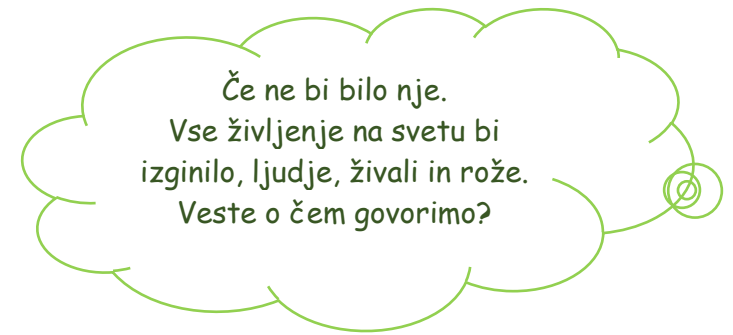 Če ne bi bilo nje.
Vse življenje na svetu bi
izginilo, ljudje, živali in rože.
Veste o čem govorimo?